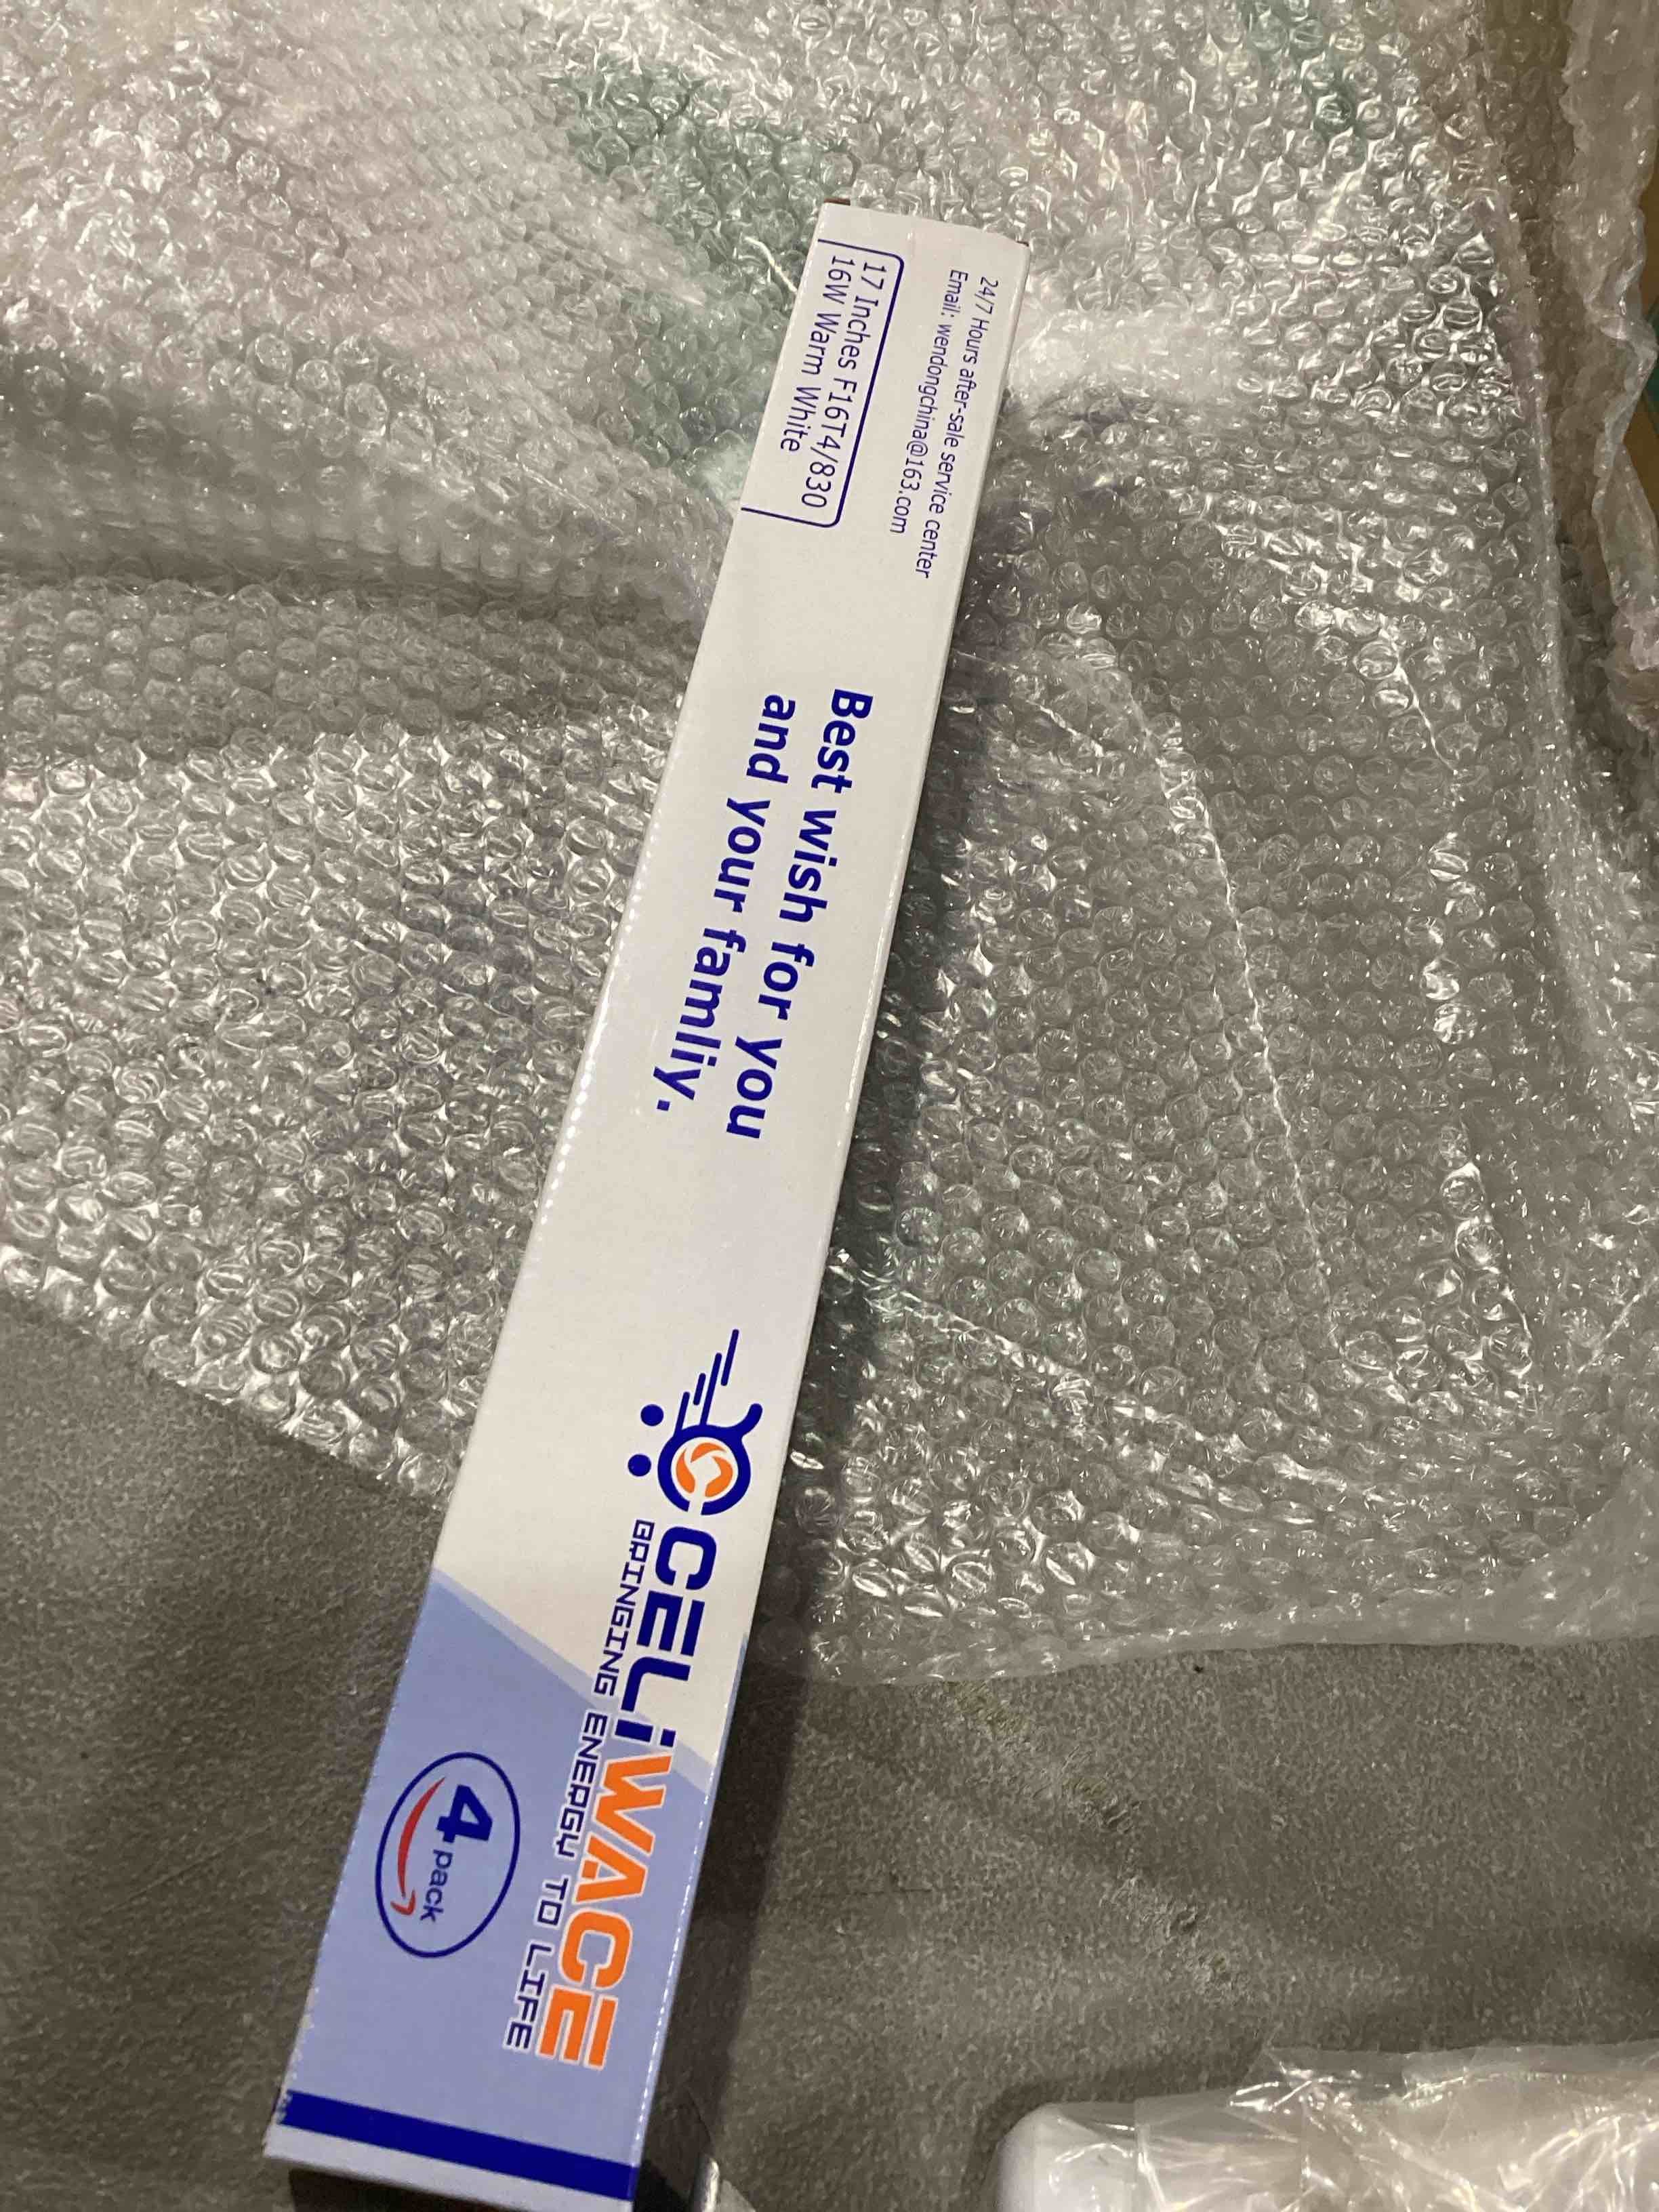 24/7 Hours after-sale service center
Email: wendongchina@163.com
17 Inches F16T4/830
16W Warm White
Best wish for you
and your famliy.
CELiWACE
BRINGING ENERGY TO LIFE
4 pack